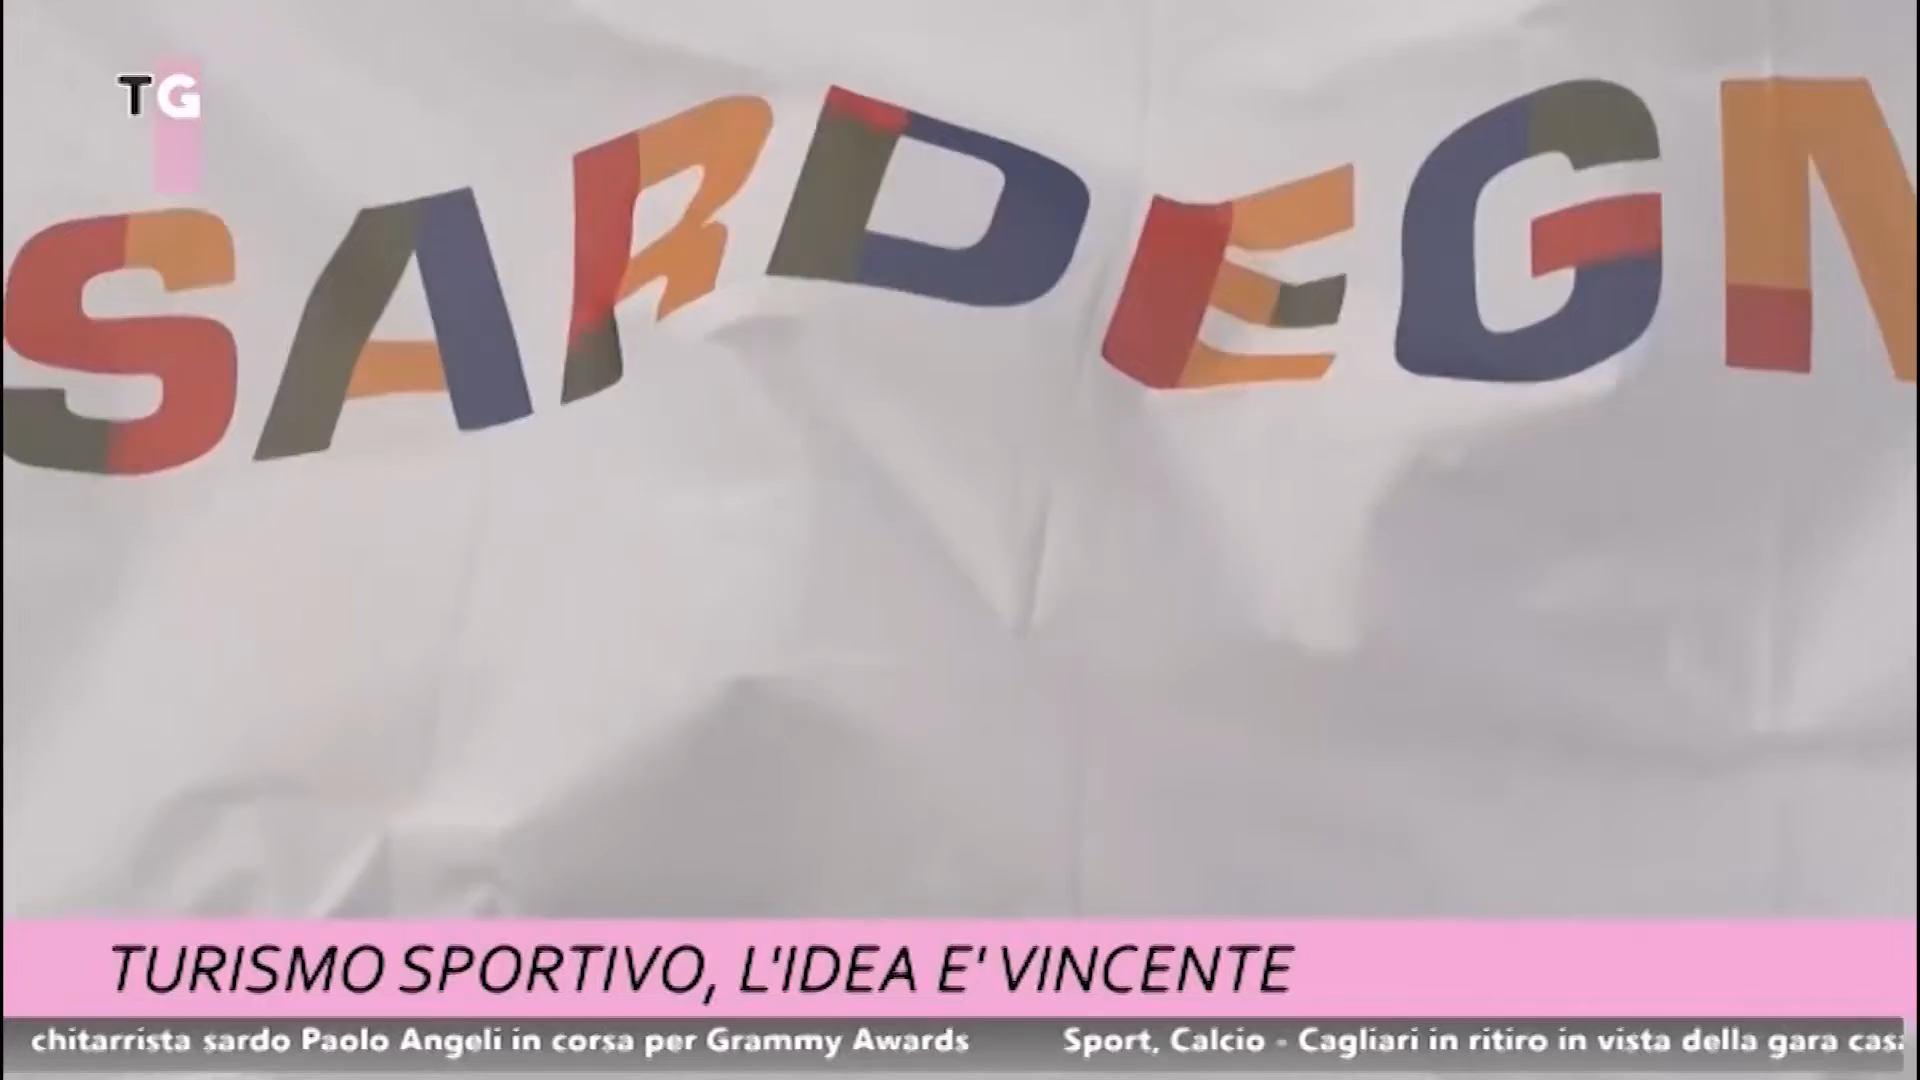 TG
SARDEGN
TURISMO SPORTIVO, L'IDEA E' VINCENTE
chitarrista sardo Paolo Angeli in corsa per Grammy Awards Sport, Calcio - Cagliari in ritiro in vista della gara casa